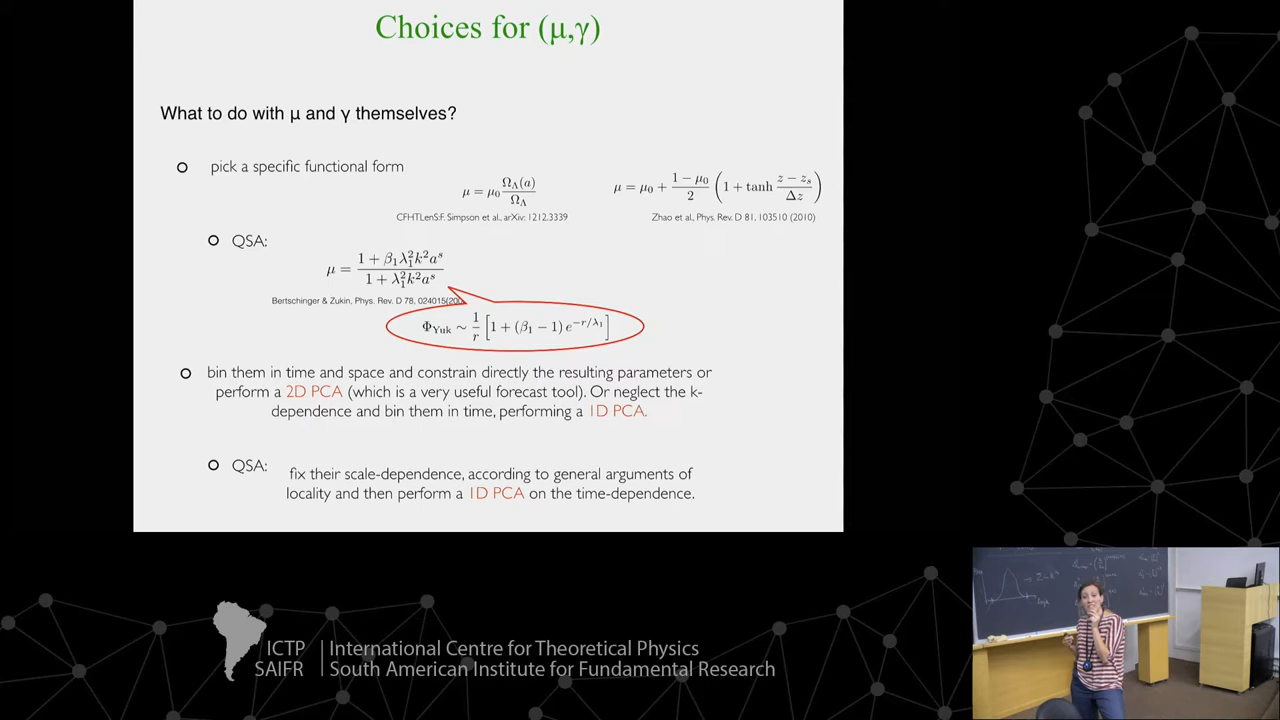 Choices for (μ,γ)
What to do with μ and γ themselves?
pick a specific functional form
μ = μ₀ Ω_Λ(a) / Ω_Λ
μ = μ₀ + (1 − μ₀)/2 (1 + tanh (z − z_s)/Δz)
CFHTLenS:F. Simpson et al., arXiv: 1212.3339
Zhao et al., Phys. Rev. D 81, 103510 (2010)
QSA:
μ = (1 + β₁λ₁²k²aˢ) / (1 + λ₁²k²aˢ)
Bertschinger & Zukin, Phys. Rev. D 78, 024015(200
Φ_Yuk ∼ 1/r [1 + (β₁ − 1) e^{−r/λ₁}]
bin them in time and space and constrain directly the resulting parameters or
perform a 2D PCA (which is a very useful forecast tool). Or neglect the k-
dependence and bin them in time, performing a 1D PCA.
QSA:
fix their scale-dependence, according to general arguments of
locality and then perform a 1D PCA on the time-dependence.
ICTP
SAIFR
International Centre for Theoretical Physics
South American Institute for Fundamental Research